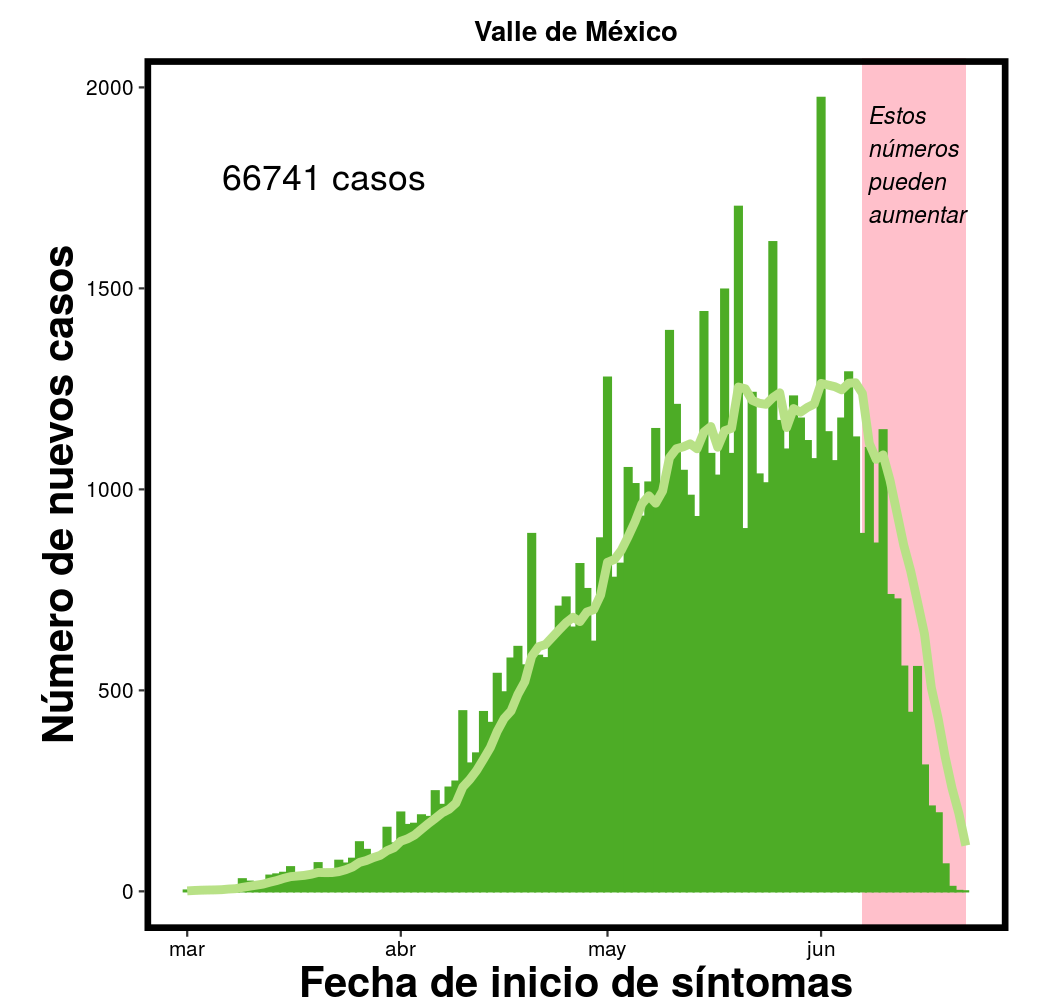 Valle de México
Número de nuevos casos
2000
1500
1000
500
0
66741 casos
Estos
números
pueden
aumentar
mar
abr
may
jun
Fecha de inicio de síntomas